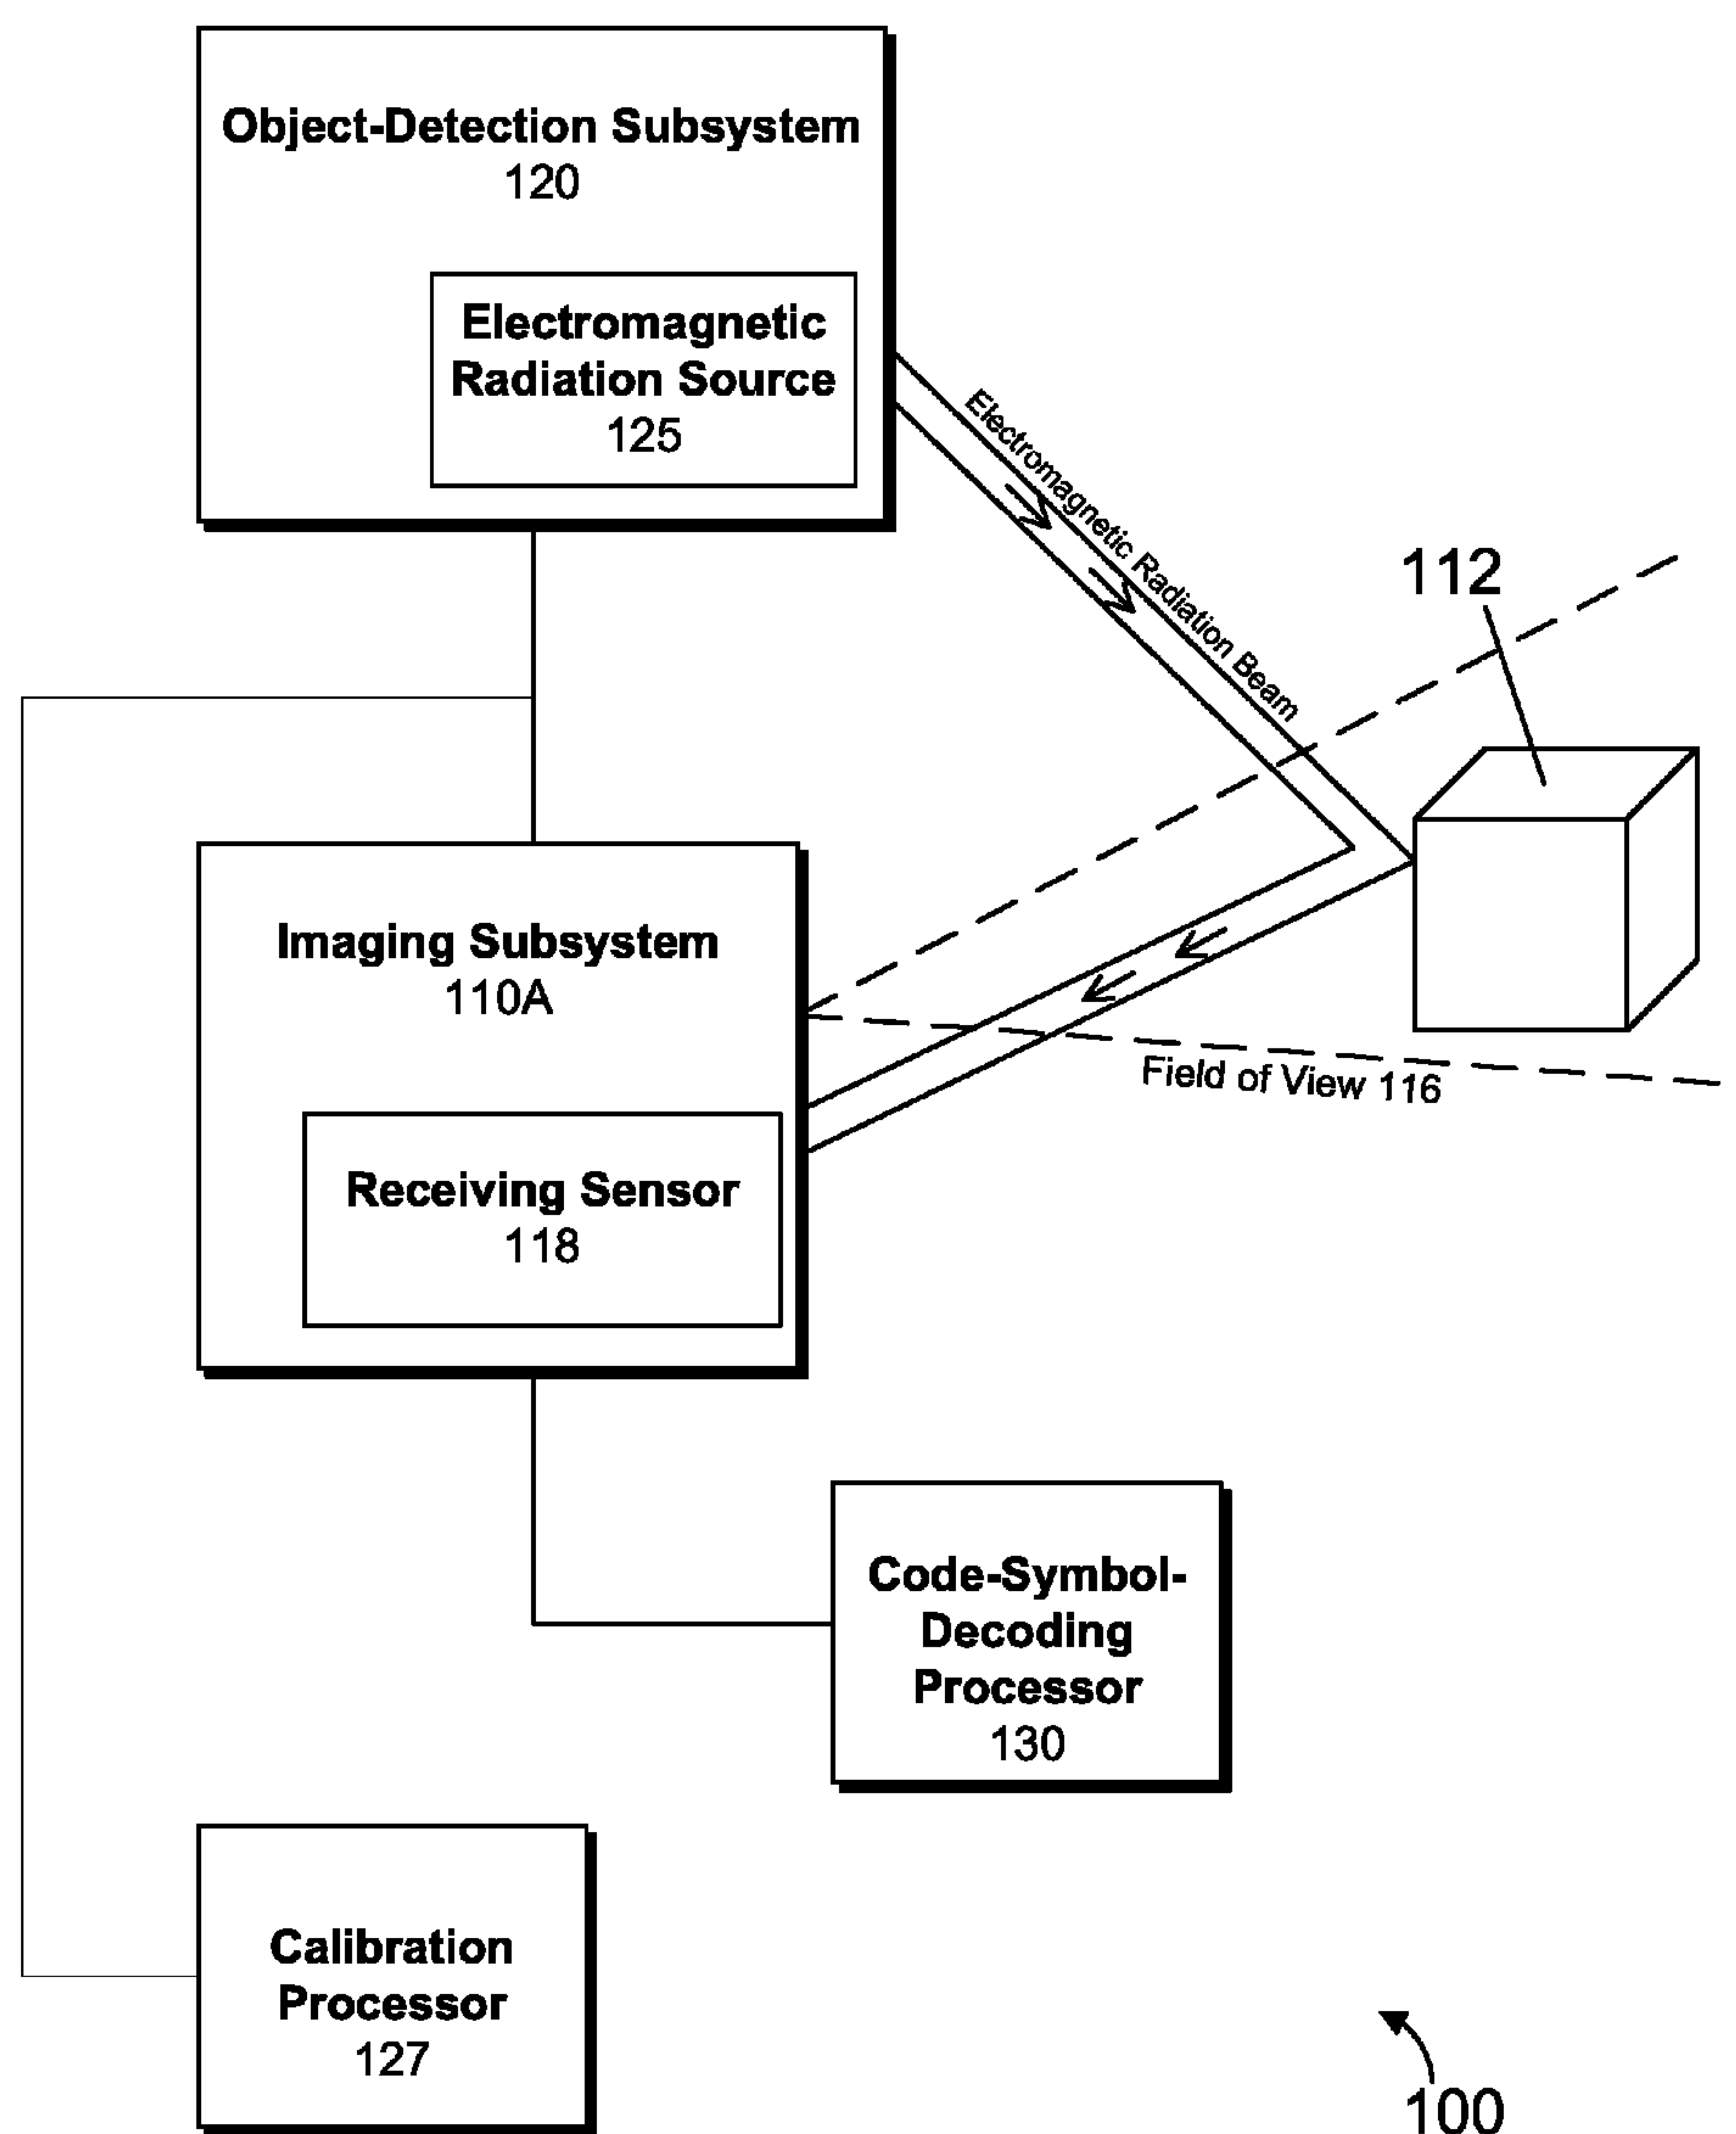 Object-Detection Subsystem
120
Electromagnetic
Radiation Source
125
Electromagnetic Radiation Beam
112
Imaging Subsystem
110A
Field of View 116
Receiving Sensor
118
Code-Symbol-
Decoding
Processor
130
Calibration
Processor
127
100